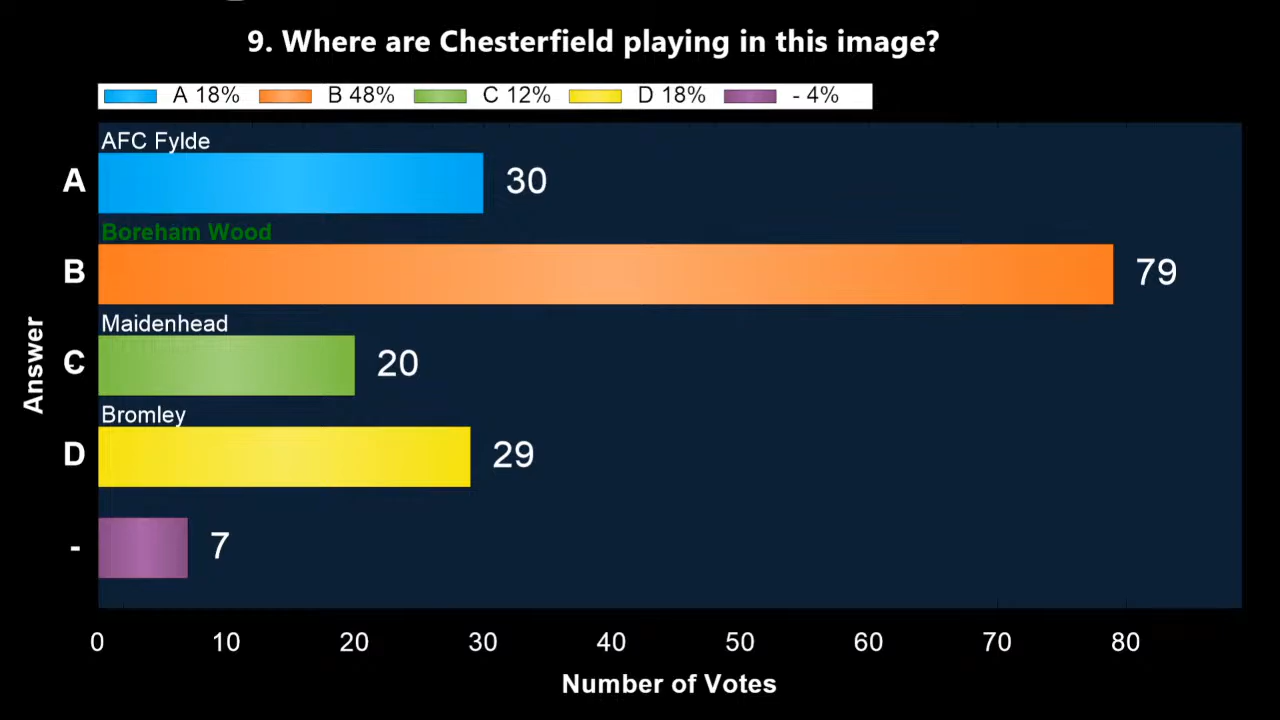 9. Where are Chesterfield playing in this image?
A 18% B 48% C 12% D 18% - 4%
AFC Fylde
A 30
Boreham Wood
B 79
Maidenhead
C 20
Bromley
D 29
- 7
Answer
0 10 20 30 40 50 60 70 80
Number of Votes